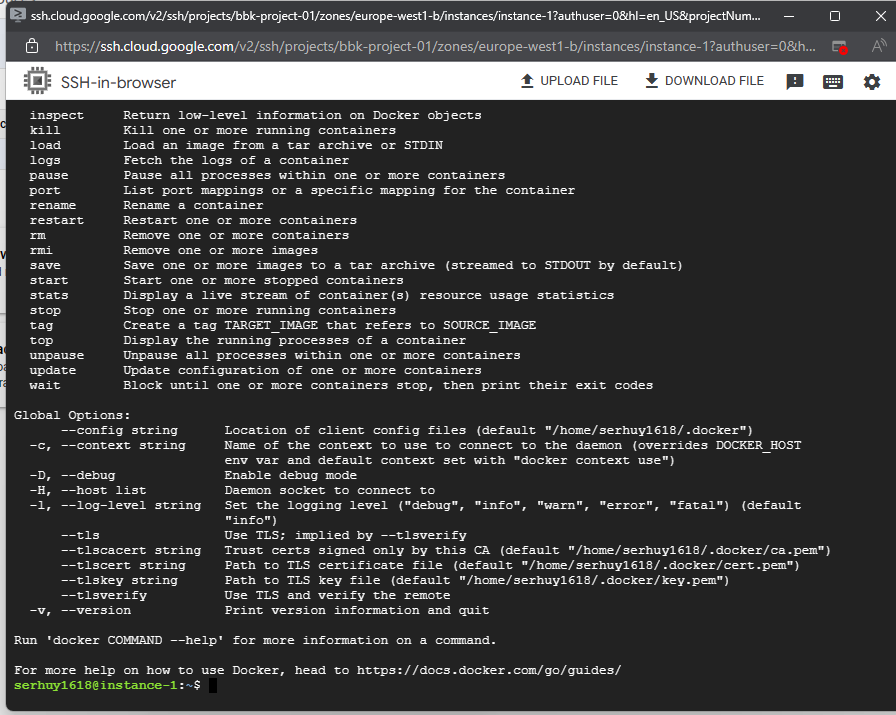 ssh.cloud.google.com/v2/ssh/projects/bbk-project-01/zones/europe-west1-b/instances/instance-1?authuser=0&hl=en_US&projectNum...
https://ssh.cloud.google.com/v2/ssh/projects/bbk-project-01/zones/europe-west1-b/instances/instance-1?authuser=0&h...
SSH-in-browser
UPLOAD FILE
DOWNLOAD FILE
inspect     Return low-level information on Docker objects
kill        Kill one or more running containers
load        Load an image from a tar archive or STDIN
logs        Fetch the logs of a container
pause       Pause all processes within one or more containers
port        List port mappings or a specific mapping for the container
rename      Rename a container
restart     Restart one or more containers
rm          Remove one or more containers
rmi         Remove one or more images
save        Save one or more images to a tar archive (streamed to STDOUT by default)
start       Start one or more stopped containers
stats       Display a live stream of container(s) resource usage statistics
stop        Stop one or more running containers
tag         Create a tag TARGET_IMAGE that refers to SOURCE_IMAGE
top         Display the running processes of a container
unpause     Unpause all processes within one or more containers
update      Update configuration of one or more containers
wait        Block until one or more containers stop, then print their exit codes
Global Options:
--config string      Location of client config files (default "/home/serhuy1618/.docker")
-c, --context string     Name of the context to use to connect to the daemon (overrides DOCKER_HOST
env var and default context set with "docker context use")
-D, --debug              Enable debug mode
-H, --host list          Daemon socket to connect to
-l, --log-level string   Set the logging level ("debug", "info", "warn", "error", "fatal") (default
"info")
--tls                Use TLS; implied by --tlsverify
--tlscacert string   Trust certs signed only by this CA (default "/home/serhuy1618/.docker/ca.pem")
--tlscert string     Path to TLS certificate file (default "/home/serhuy1618/.docker/cert.pem")
--tlskey string      Path to TLS key file (default "/home/serhuy1618/.docker/key.pem")
--tlsverify          Use TLS and verify the remote
-v, --version            Print version information and quit
Run 'docker COMMAND --help' for more information on a command.
For more help on how to use Docker, head to https://docs.docker.com/go/guides/
serhuy1618@instance-1:~$